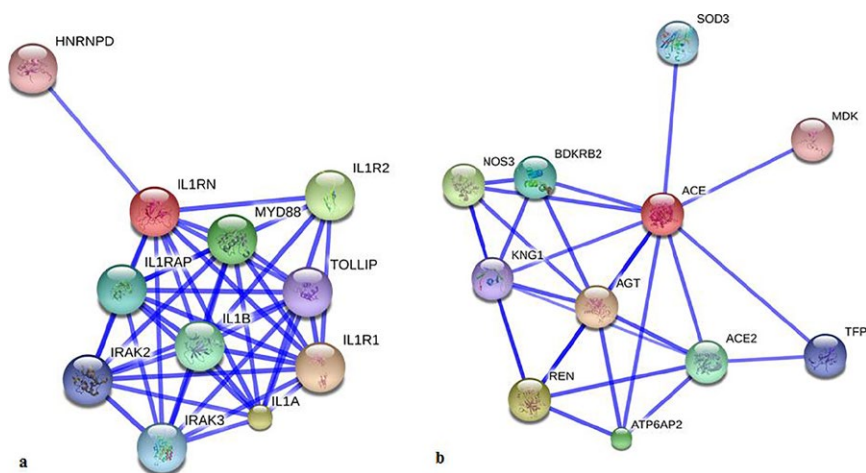 HNRNPD
IL1RN
IL1R2
MYD88
IL1RAP
TOLLIP
IL1B
IRAK2
IL1R1
IL1A
IRAK3
a
SOD3
MDK
NOS3
BDKRB2
ACE
KNG1
AGT
ACE2
TFP
REN
ATP6AP2
b